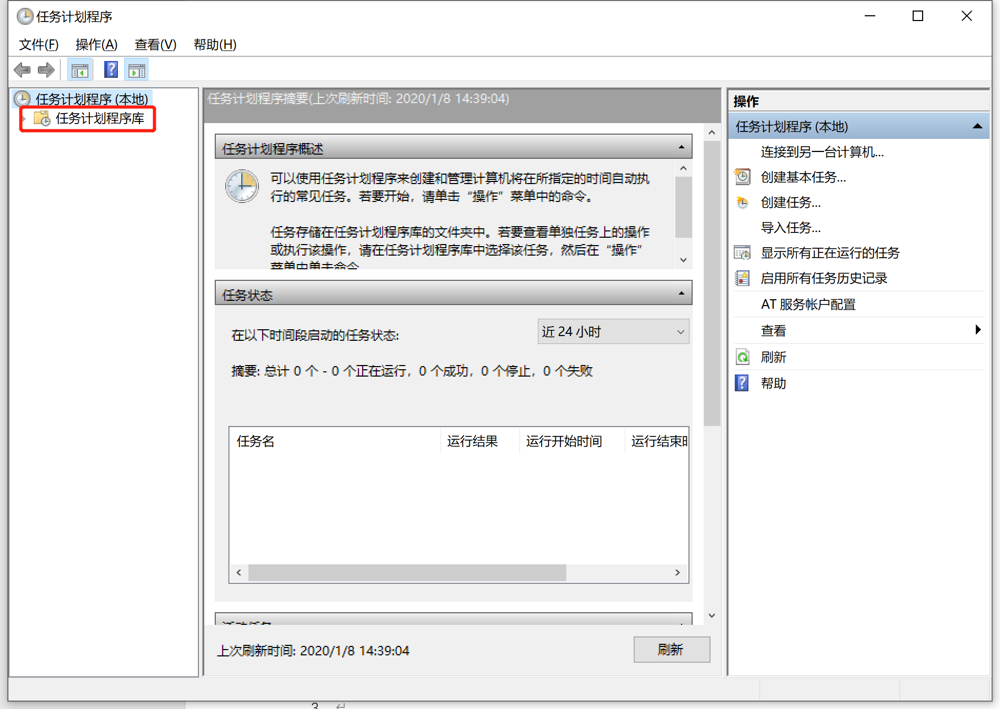 任务计划程序
文件(F) 操作(A) 查看(V) 帮助(H)
任务计划程序 (本地)
任务计划程序库
任务计划程序摘要(上次刷新时间: 2020/1/8 14:39:04)
任务计划程序概述
可以使用任务计划程序来创建和管理计算机将在所指定的时间自动执
行的常见任务。若要开始，请单击“操作”菜单中的命令。
任务存储在任务计划程序库的文件夹中。若要查看单独任务上的操作
或执行该操作，请在任务计划程序库中选择该任务，然后在“操作”
菜单中单击命令
任务状态
在以下时间段启动的任务状态:
近 24 小时
摘要: 总计 0 个 - 0 个正在运行，0 个成功，0 个停止，0 个失败
任务名 运行结果 运行开始时间 运行结束时
活动任务
上次刷新时间: 2020/1/8 14:39:04
刷新
操作
任务计划程序 (本地)
连接到另一台计算机...
创建基本任务...
创建任务...
导入任务...
显示所有正在运行的任务
启用所有任务历史记录
AT 服务帐户配置
查看
刷新
帮助
3